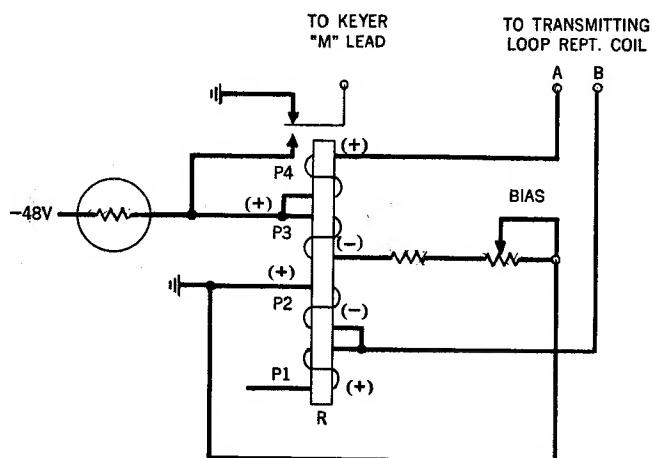 TO KEYER
"M" LEAD
TO TRANSMITTING
LOOP REPT. COIL
A B
(+)
P4
BIAS
-48V
(+)
P3
(-)
(+)
P2
(-)
P1
(+)
R